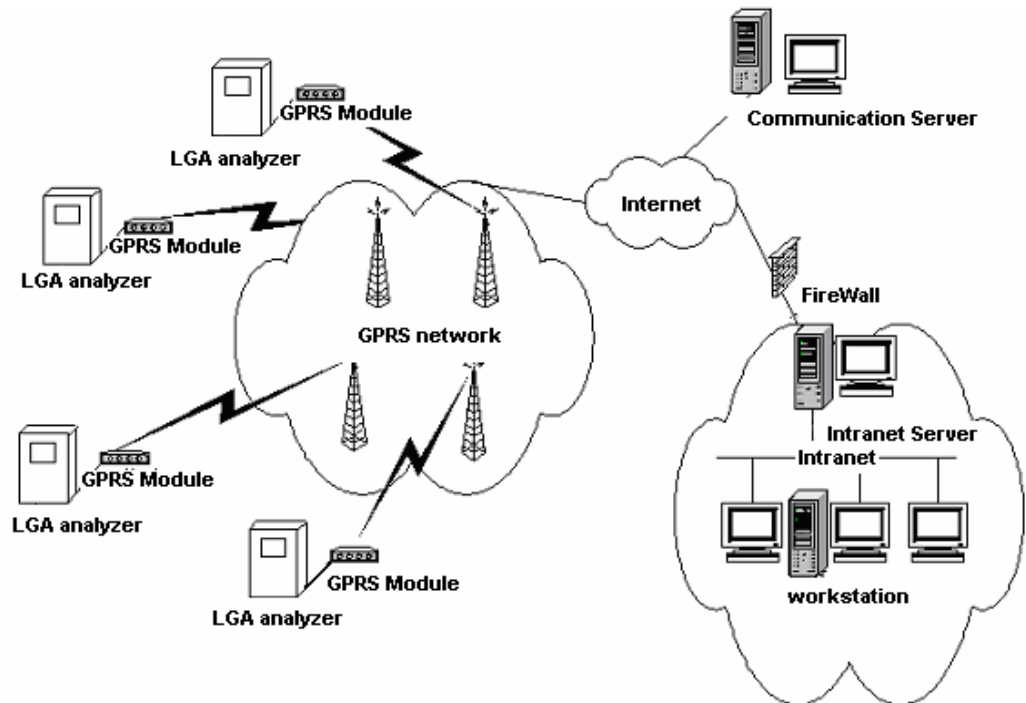 GPRS Module
LGA analyzer
Communication Server
Internet
GPRS Module
LGA analyzer
FireWall
GPRS network
Intranet Server
Intranet
GPRS Module
LGA analyzer
GPRS Module
LGA analyzer
workstation